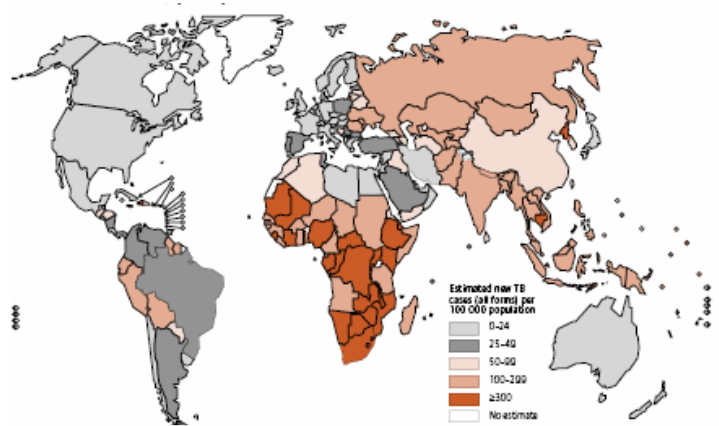 Estimated new TB
cases (all forms) per
100 000 population
0–24
25–49
50–99
100–299
≥300
No estimate